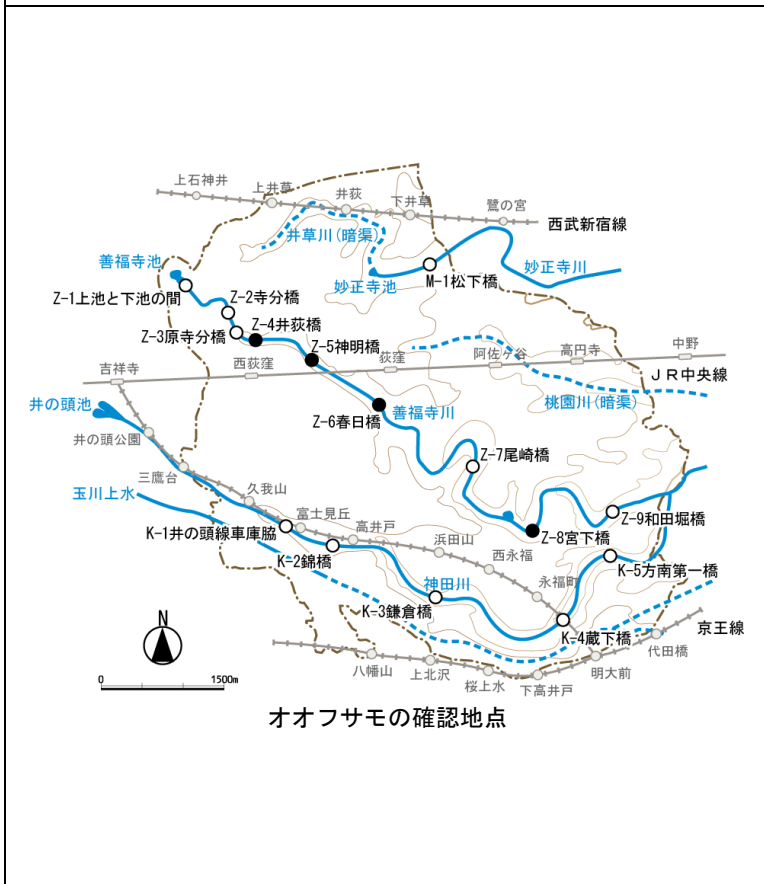 上石神井
上井草
井荻
下井草
鷺の宮
西武新宿線
井草川(暗渠)
善福寺池
妙正寺池
妙正寺川
M-1松下橋
Z-1上池と下池の間
Z-2寺分橋
Z-3原寺分橋
Z-4井荻橋
Z-5神明橋
吉祥寺
西荻窪
荻窪
阿佐ヶ谷
高円寺
中野
JR中央線
井の頭池
Z-6春日橋
善福寺川
桃園川(暗渠)
井の頭公園
三鷹台
Z-7尾崎橋
玉川上水
久我山
富士見丘
高井戸
K-1井の頭線車庫脇
K-2錦橋
浜田山
西永福
Z-8宮下橋
Z-9和田堀橋
K-5方南第一橋
神田川
永福町
K-3鎌倉橋
K-4蔵下橋
京王線
代田橋
N
八幡山
上北沢
桜上水
下高井戸
明大前
0 1500m
オオフサモの確認地点